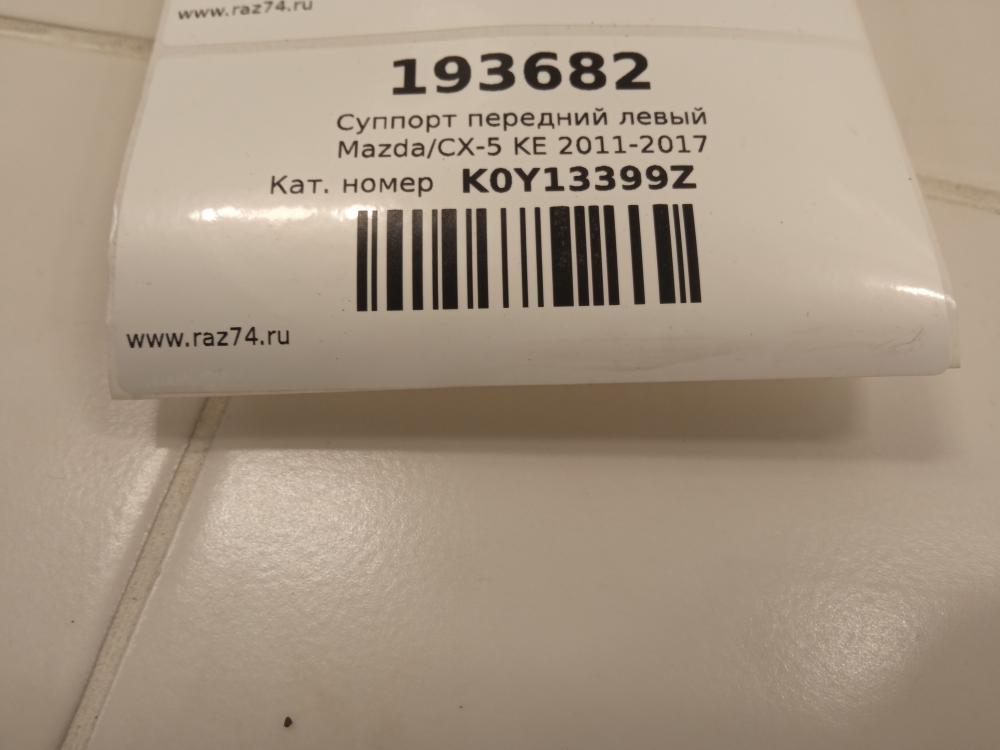 www.raz74.ru
193682
Суппорт передний левый
Mazda/CX-5 KE 2011-2017
Кат. номер K0Y13399Z
www.raz74.ru